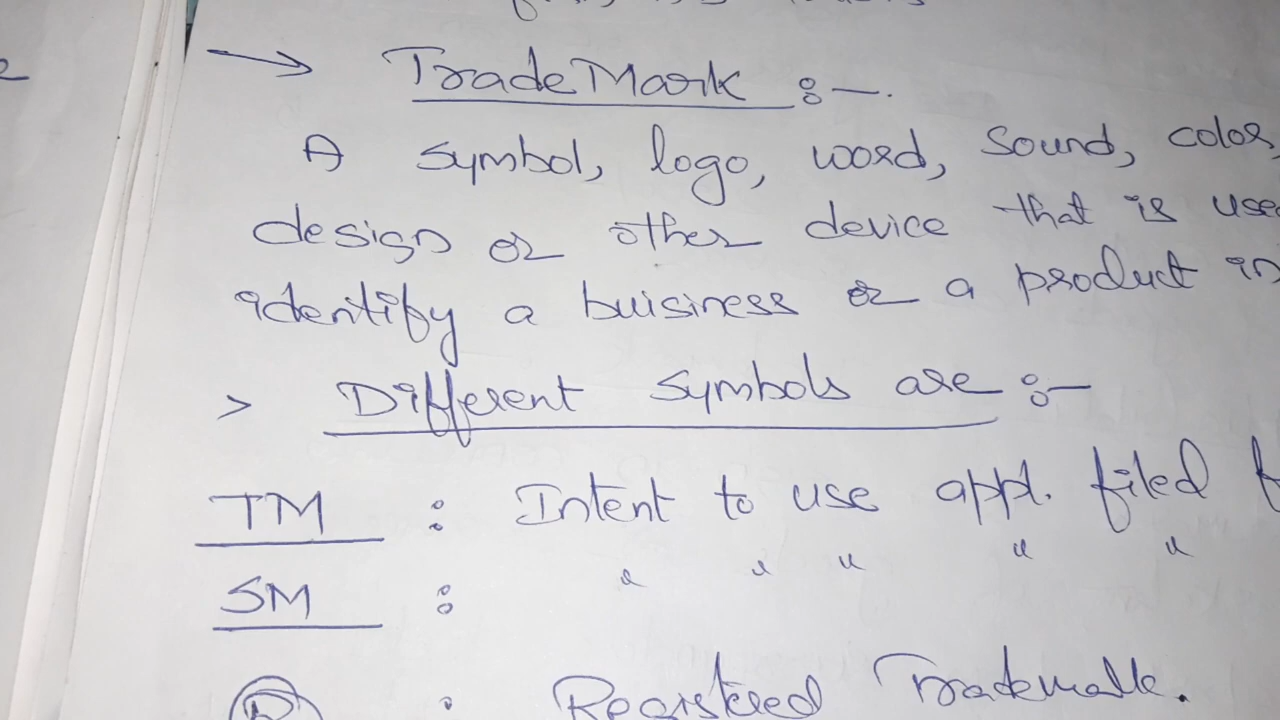 → TradeMark :-.
A symbol, logo, word, sound, color,
design or other device that is use
identify a buisiness or a product in
> Different symbols are :-
TM : Intent to use appl. filed f
SM : " " " " "
® : Registered Trademark.